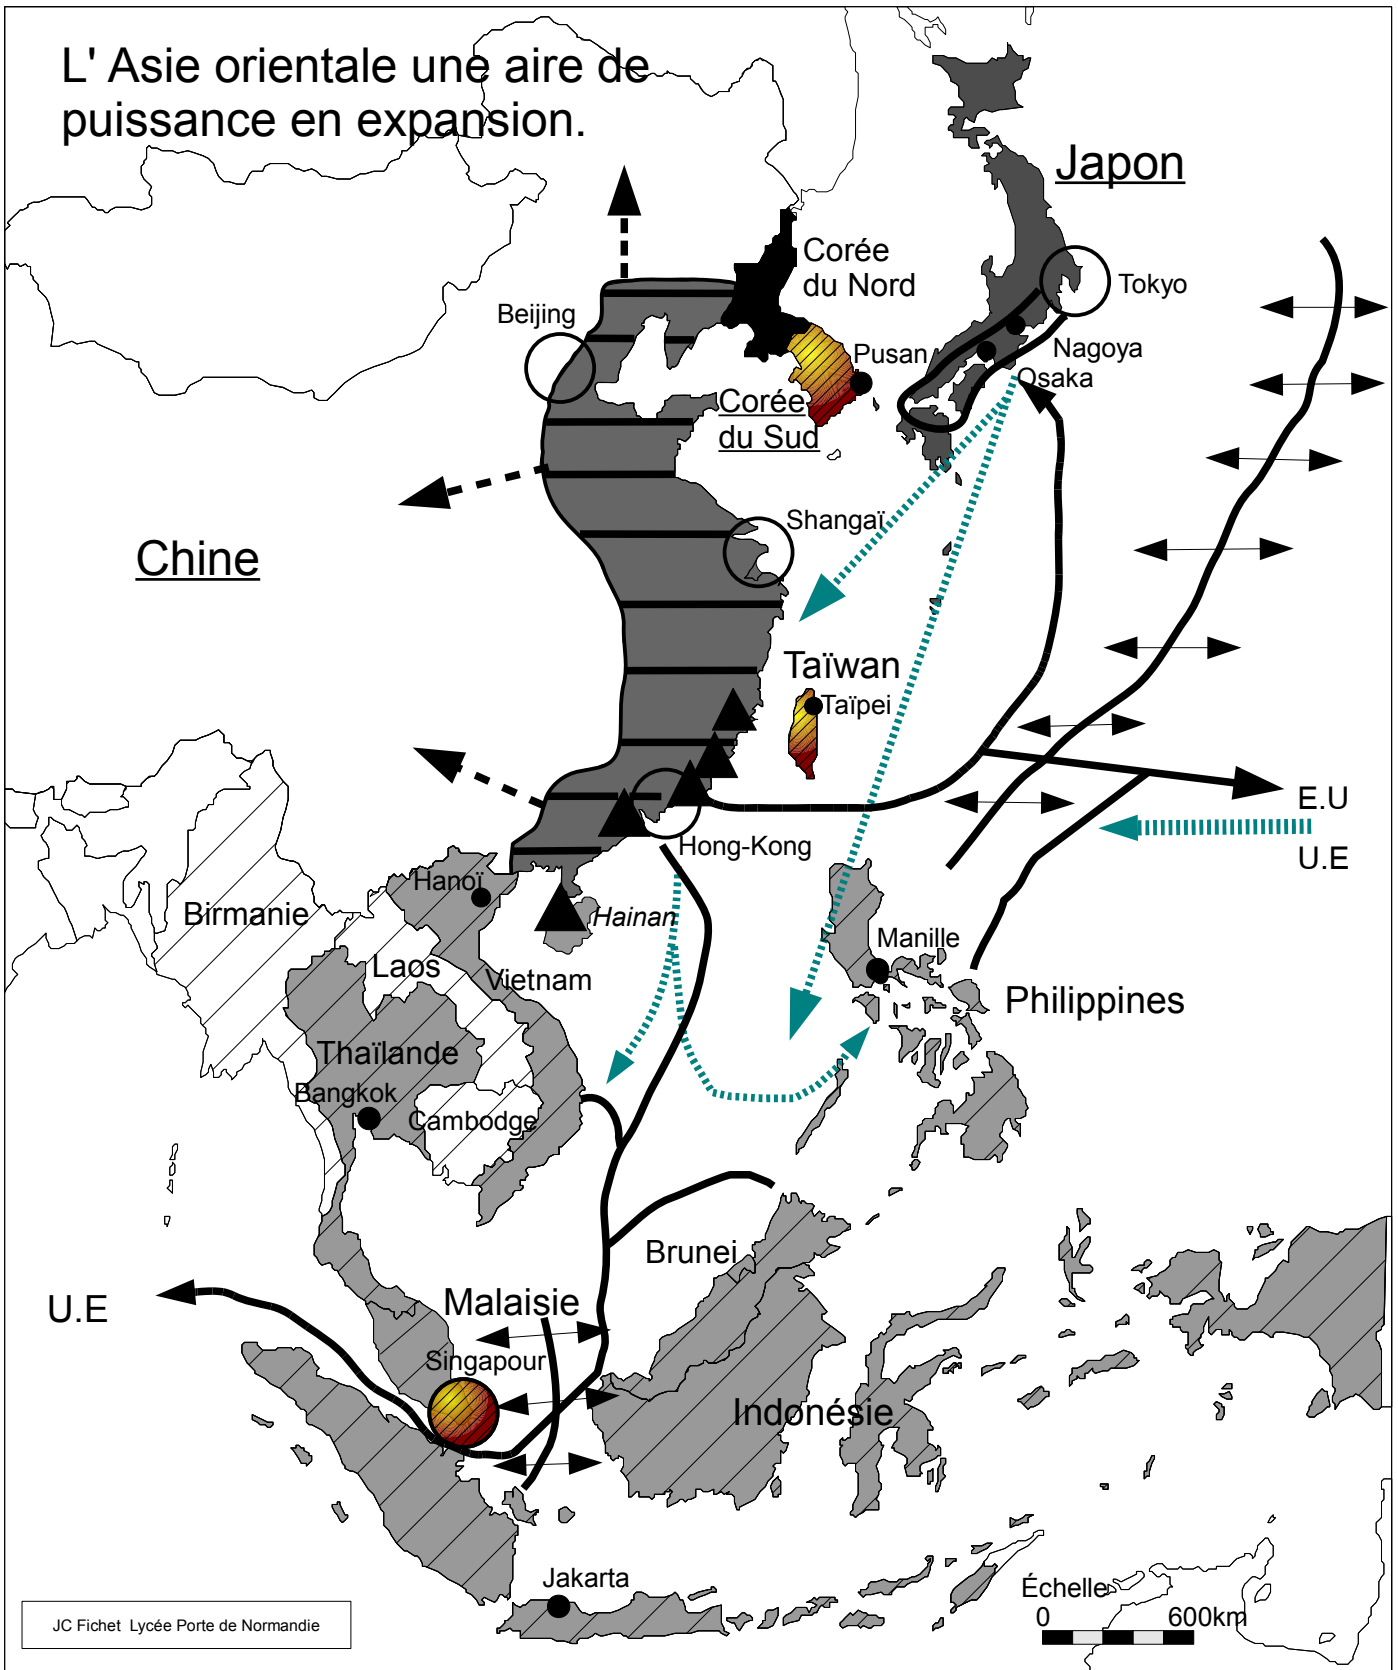 L' Asie orientale une aire de
puissance en expansion.
Japon
Corée
du Nord
Tokyo
Beijing
Pusan
Nagoya
Osaka
Corée
du Sud
Shangaï
Chine
Taïwan
Taïpei
E.U
Hong-Kong
U.E
Hanoï
Birmanie
Hainan
Manille
Laos
Vietnam
Philippines
Thaïlande
Bangkok
Cambodge
Brunei
U.E
Malaisie
Singapour
Indonésie
Jakarta
Échelle
0 600km
JC Fichet Lycée Porte de Normandie